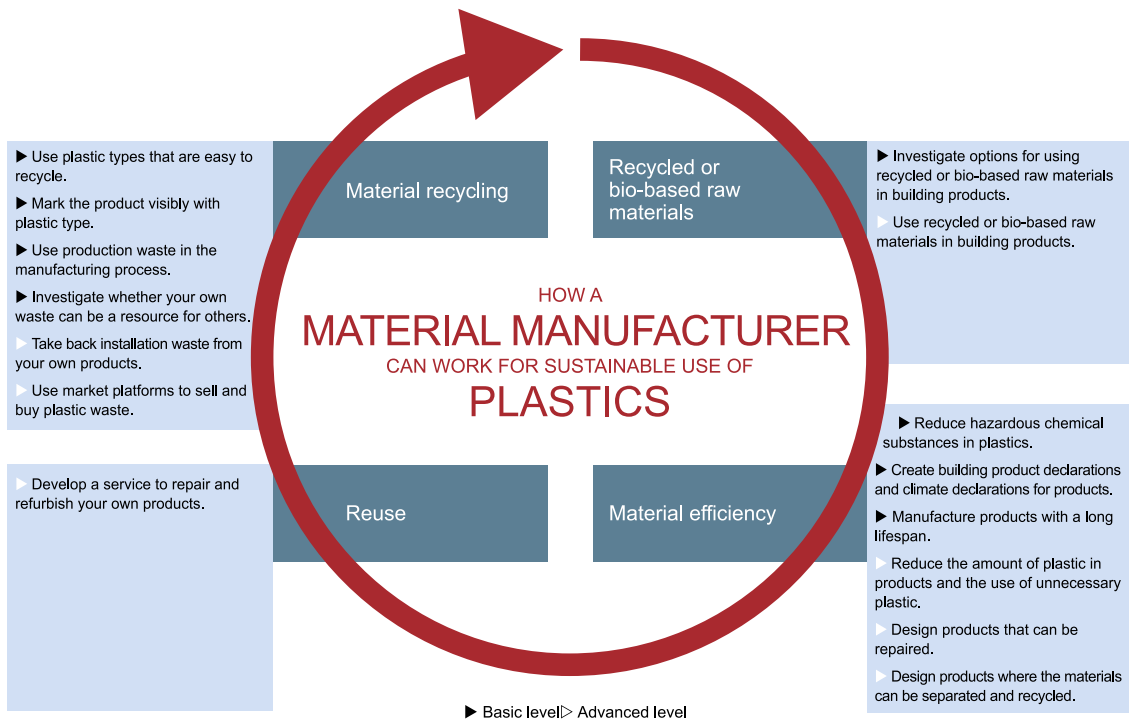 ▶ Use plastic types that are easy to
recycle.
▶ Mark the product visibly with
plastic type.
▶ Use production waste in the
manufacturing process.
▶ Investigate whether your own
waste can be a resource for others.
▷ Take back installation waste from
your own products.
▷ Use market platforms to sell and
buy plastic waste.
Material recycling
Recycled or
bio-based raw
materials
▶ Investigate options for using
recycled or bio-based raw materials
in building products.
▷ Use recycled or bio-based raw
materials in building products.
HOW A
MATERIAL MANUFACTURER
CAN WORK FOR SUSTAINABLE USE OF
PLASTICS
▷ Develop a service to repair and
refurbish your own products.
Reuse
Material efficiency
▶ Reduce hazardous chemical
substances in plastics.
▶ Create building product declarations
and climate declarations for products.
▶ Manufacture products with a long
lifespan.
▷ Reduce the amount of plastic in
products and the use of unnecessary
plastic.
▷ Design products that can be
repaired.
▷ Design products where the materials
can be separated and recycled.
▶ Basic level▷ Advanced level